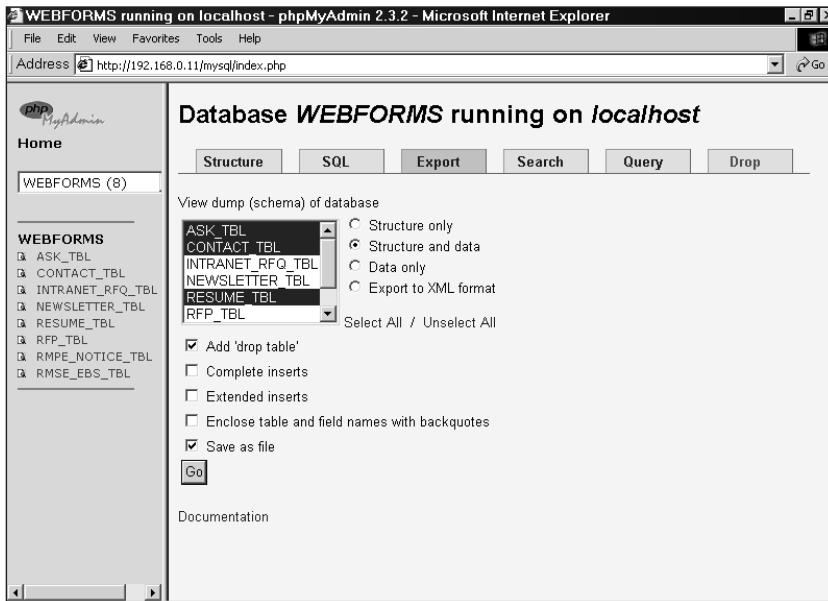 WEBFORMS running on localhost - phpMyAdmin 2.3.2 - Microsoft Internet Explorer
File Edit View Favorites Tools Help
Address http://192.168.0.11/mysql/index.php Go
php
MyAdmin
Home
WEBFORMS (8)
WEBFORMS
ASK_TBL
CONTACT_TBL
INTRANET_RFQ_TBL
NEWSLETTER_TBL
RESUME_TBL
RFP_TBL
RMPE_NOTICE_TBL
RMSE_EBS_TBL
Database WEBFORMS running on localhost
Structure SQL Export Search Query Drop
View dump (schema) of database
ASK_TBL
CONTACT_TBL
INTRANET_RFQ_TBL
NEWSLETTER_TBL
RESUME_TBL
RFP_TBL
Structure only
Structure and data
Data only
Export to XML format
Select All / Unselect All
Add 'drop table'
Complete inserts
Extended inserts
Enclose table and field names with backquotes
Save as file
Go
Documentation